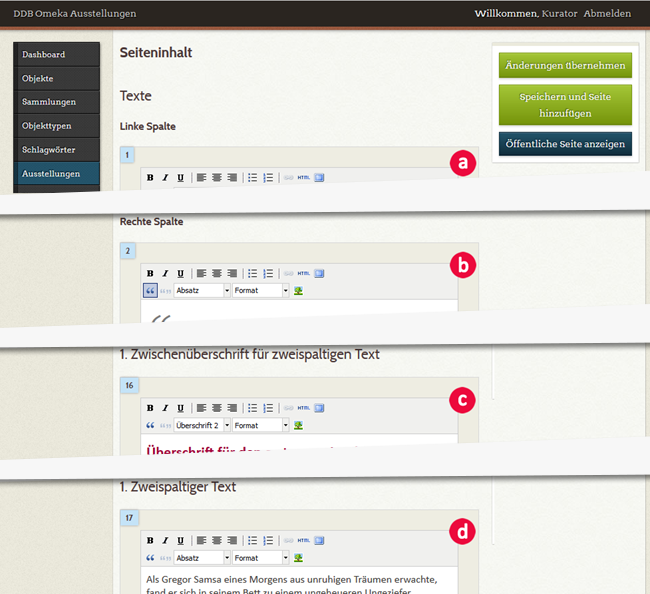 DDB Omeka Ausstellungen
Willkommen, Kurator Abmelden
Dashboard
Objekte
Sammlungen
Objekttypen
Schlagwörter
Ausstellungen
Seiteninhalt
Texte
Linke Spalte
1
a
B I U
HTML
Änderungen übernehmen
Speichern und Seite
hinzufügen
Öffentliche Seite anzeigen
Rechte Spalte
2
b
B I U
HTML
Absatz
Format
1. Zwischenüberschrift für zweispaltigen Text
16
c
B I U
HTML
Überschrift 2
Format
Überschrift für den
1. Zweispaltiger Text
17
d
B I U
HTML
Absatz
Format
Als Gregor Samsa eines Morgens aus unruhigen Träumen erwachte,
fand er sich in seinem Bett zu einem ungeheueren Ungeziefer